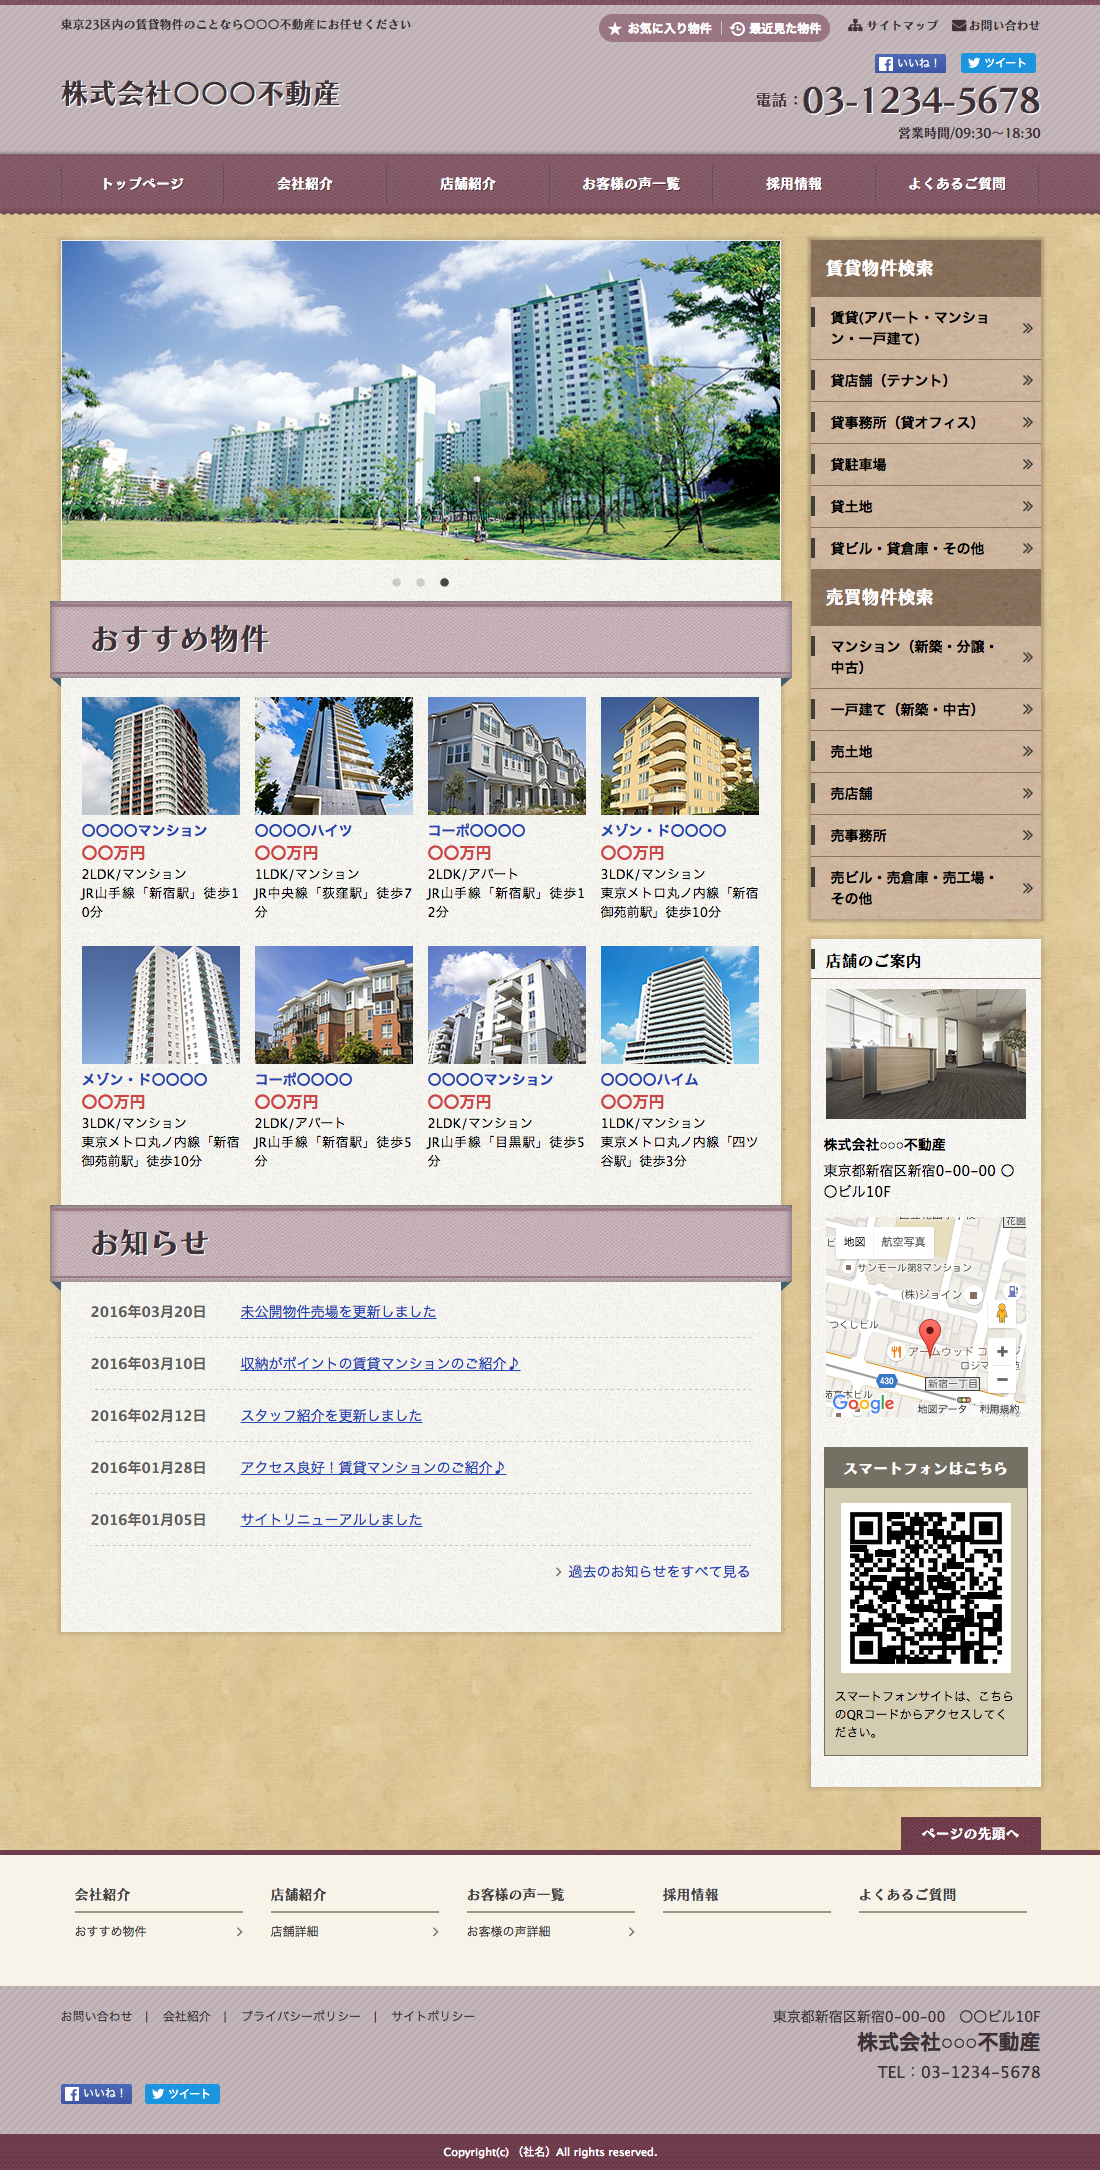 東京23区内の賃貸物件のことなら〇〇〇不動産にお任せください
お気に入り物件
最近見た物件
サイトマップ
お問い合わせ
いいね！
ツイート
株式会社〇〇〇不動産
電話：03-1234-5678
営業時間/09:30～18:30
トップページ
会社紹介
店舗紹介
お客様の声一覧
採用情報
よくあるご質問
おすすめ物件
〇〇〇〇マンション
〇〇万円
2LDK/マンション
JR山手線「新宿駅」徒歩1
0分
〇〇〇〇ハイツ
〇〇万円
1LDK/マンション
JR中央線「荻窪駅」徒歩7
分
コーポ〇〇〇〇
〇〇万円
2LDK/アパート
JR山手線「新宿駅」徒歩1
2分
メゾン・ド〇〇〇〇
〇〇万円
3LDK/マンション
東京メトロ丸ノ内線「新宿
御苑前駅」徒歩10分
メゾン・ド〇〇〇〇
〇〇万円
3LDK/マンション
東京メトロ丸ノ内線「新宿
御苑前駅」徒歩10分
コーポ〇〇〇〇
〇〇万円
2LDK/アパート
JR山手線「新宿駅」徒歩5
分
〇〇〇〇マンション
〇〇万円
2LDK/マンション
JR山手線「目黒駅」徒歩5
分
〇〇〇〇ハイム
〇〇万円
1LDK/マンション
東京メトロ丸ノ内線「四ツ
谷駅」徒歩3分
お知らせ
2016年03月20日 未公開物件売場を更新しました
2016年03月10日 収納がポイントの賃貸マンションのご紹介♪
2016年02月12日 スタッフ紹介を更新しました
2016年01月28日 アクセス良好！賃貸マンションのご紹介♪
2016年01月05日 サイトリニューアルしました
過去のお知らせをすべて見る
賃貸物件検索
賃貸(アパート・マンショ
ン・一戸建て)
貸店舗（テナント）
貸事務所（貸オフィス）
貸駐車場
貸土地
貸ビル・貸倉庫・その他
売買物件検索
マンション（新築・分譲・
中古）
一戸建て（新築・中古）
売土地
売店舗
売事務所
売ビル・売倉庫・売工場・
その他
店舗のご案内
株式会社○○○不動産
東京都新宿区新宿0-00-00 〇
〇ビル10F
花園
地図
航空写真
サンモール第8マンション
(株)ジョイン
つくしビル
アームウッド コ
ロジマ
430
新宿一丁目
Google
地図データ
利用規約
スマートフォンはこちら
スマートフォンサイトは、こちら
のQRコードからアクセスしてく
ださい。
ページの先頭へ
会社紹介
おすすめ物件
店舗紹介
店舗詳細
お客様の声一覧
お客様の声詳細
採用情報
よくあるご質問
お問い合わせ | 会社紹介 | プライバシーポリシー | サイトポリシー
東京都新宿区新宿0-00-00　〇〇ビル10F
株式会社○○○不動産
TEL：03-1234-5678
いいね！
ツイート
Copyright(c) （社名）All rights reserved.